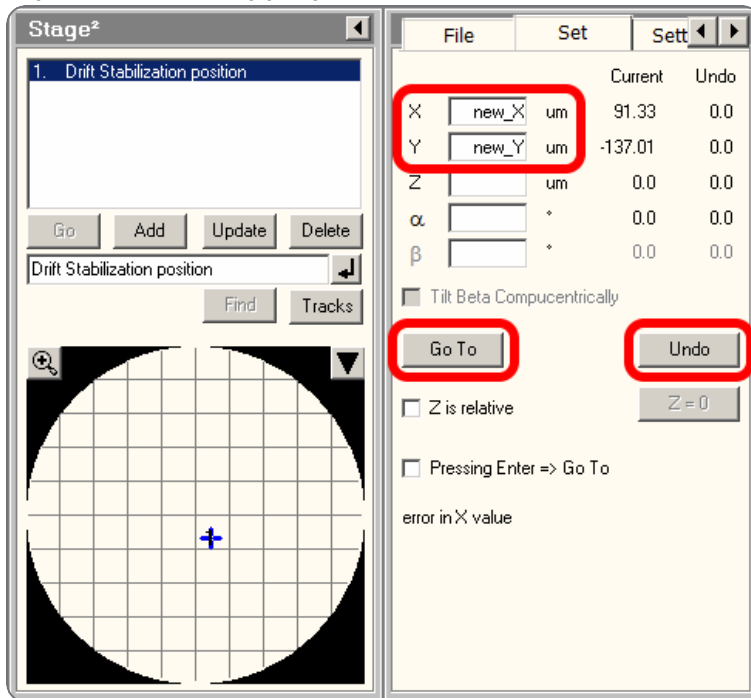 Stage²
1. Drift Stabilization position
Go Add Update Delete
Drift Stabilization position
Find Tracks
File Set Sett
Current Undo
X new_X um 91.33 0.0
Y new_Y um -137.01 0.0
Z um 0.0 0.0
α ° 0.0 0.0
β ° 0.0 0.0
Tilt Beta Compucentrically
Go To Undo
Z is relative Z = 0
Pressing Enter => Go To
error in X value